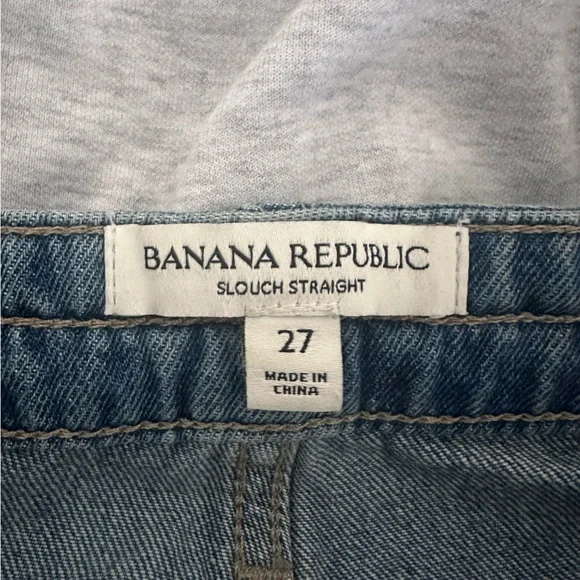 BANANA REPUBLIC
SLOUCH STRAIGHT
27
MADE IN
CHINA